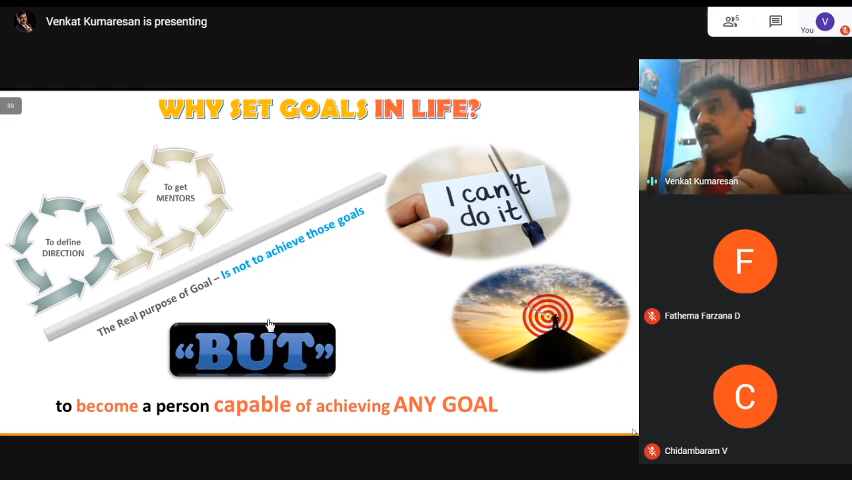 Venkat Kumaresan is presenting
5
You
V
39
WHY SET GOALS IN LIFE?
To get
MENTORS
To define
DIRECTION
I can't
do it
The Real purpose of Goal – Is not to achieve those goals
“BUT”
to become a person capable of achieving ANY GOAL
Venkat Kumaresan
F
Fathema Farzana D
C
Chidambaram V